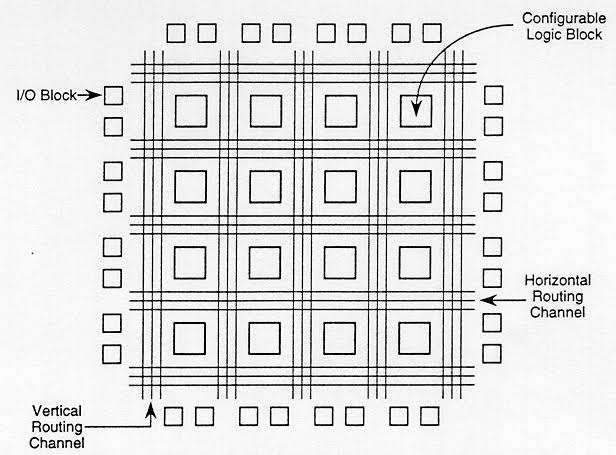 Configurable
Logic Block
I/O Block
Horizontal
Routing
Channel
Vertical
Routing
Channel